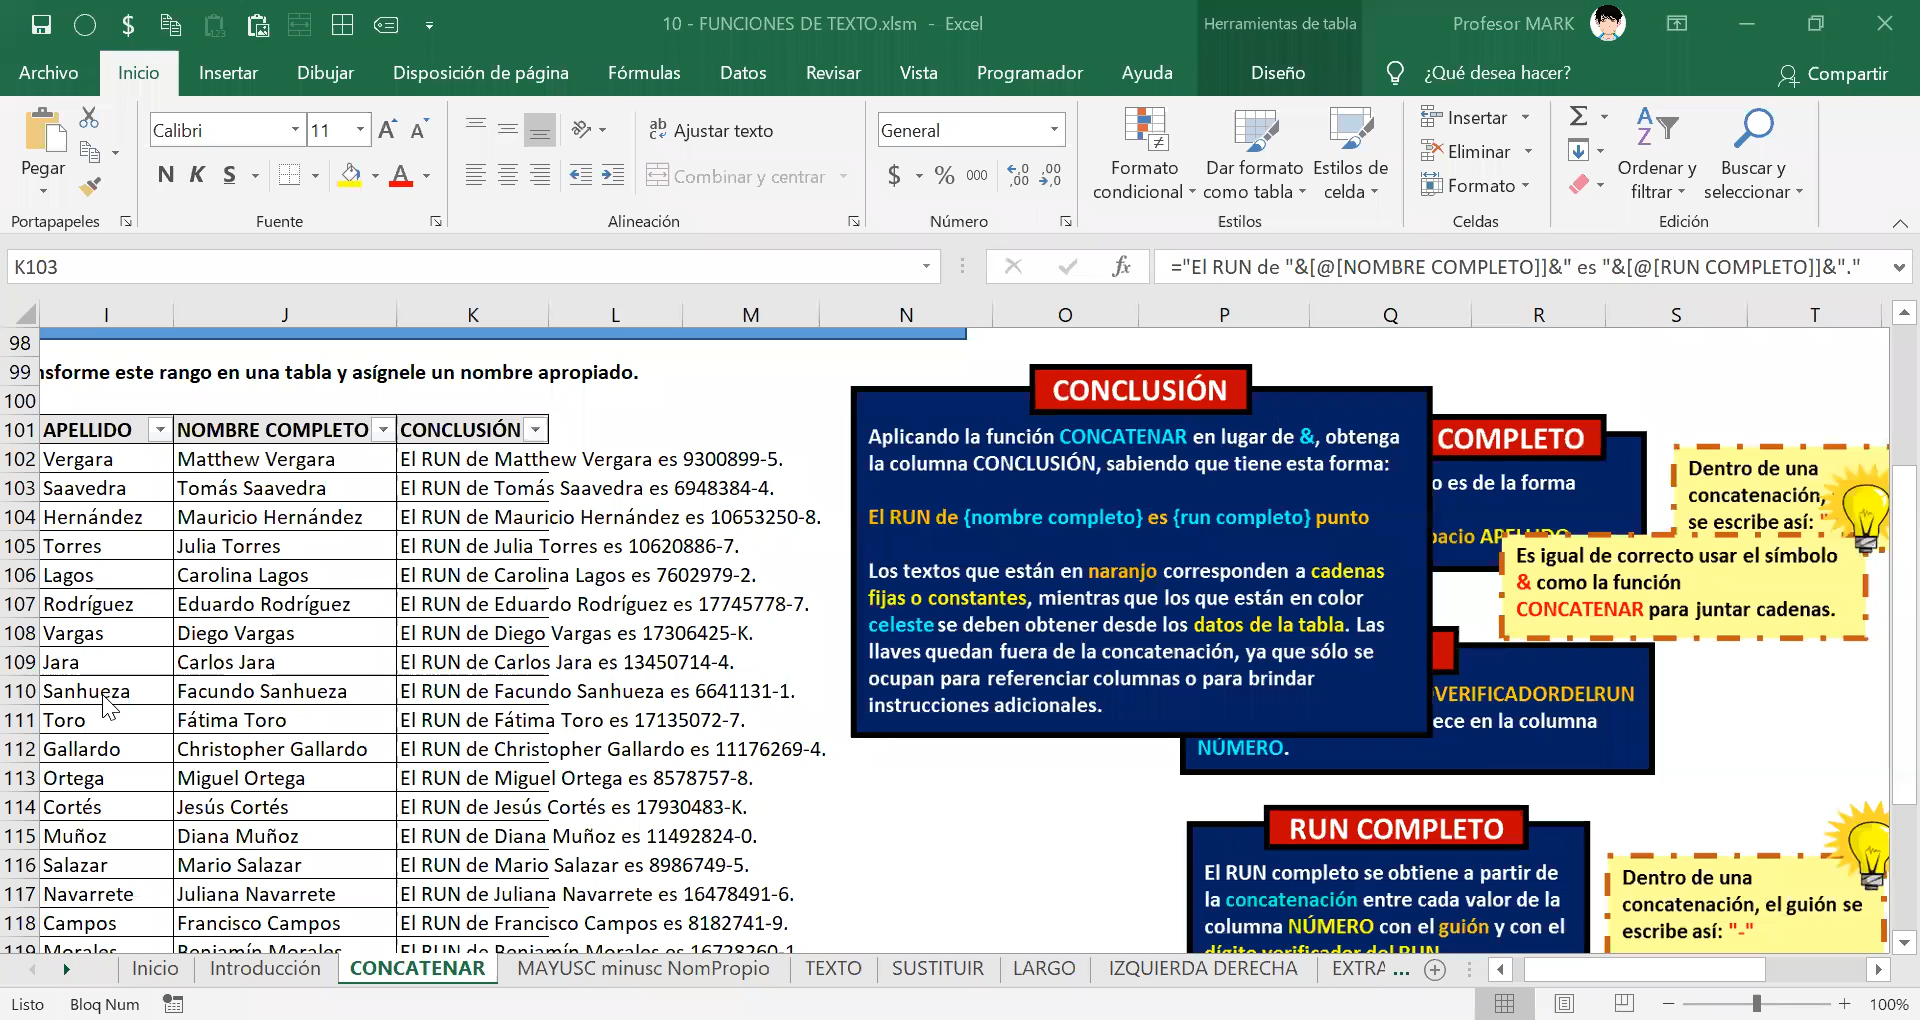 10 - FUNCIONES DE TEXTO.xlsm - Excel
Herramientas de tabla
Profesor MARK
Archivo Inicio Insertar Dibujar Disposición de página Fórmulas Datos Revisar Vista Programador Ayuda Diseño ¿Qué desea hacer? Compartir
Pegar
Portapapeles
Calibri 11
N K S
Fuente
Ajustar texto
Combinar y centrar
Alineación
General
$ % 000
Número
Formato condicional
Dar formato como tabla
Estilos de celda
Estilos
Insertar
Eliminar
Formato
Celdas
Ordenar y filtrar
Buscar y seleccionar
Edición
K103
fx
="El RUN de "&[@[NOMBRE COMPLETO]]&" es "&[@[RUN COMPLETO]]&"."
I J K L M N O P Q R S T
98
99 nsforme este rango en una tabla y asígnele un nombre apropiado.
100
101 APELLIDO NOMBRE COMPLETO CONCLUSIÓN
102 Vergara Matthew Vergara El RUN de Matthew Vergara es 9300899-5.
103 Saavedra Tomás Saavedra El RUN de Tomás Saavedra es 6948384-4.
104 Hernández Mauricio Hernández El RUN de Mauricio Hernández es 10653250-8.
105 Torres Julia Torres El RUN de Julia Torres es 10620886-7.
106 Lagos Carolina Lagos El RUN de Carolina Lagos es 7602979-2.
107 Rodríguez Eduardo Rodríguez El RUN de Eduardo Rodríguez es 17745778-7.
108 Vargas Diego Vargas El RUN de Diego Vargas es 17306425-K.
109 Jara Carlos Jara El RUN de Carlos Jara es 13450714-4.
110 Sanhueza Facundo Sanhueza El RUN de Facundo Sanhueza es 6641131-1.
111 Toro Fátima Toro El RUN de Fátima Toro es 17135072-7.
112 Gallardo Christopher Gallardo El RUN de Christopher Gallardo es 11176269-4.
113 Ortega Miguel Ortega El RUN de Miguel Ortega es 8578757-8.
114 Cortés Jesús Cortés El RUN de Jesús Cortés es 17930483-K.
115 Muñoz Diana Muñoz El RUN de Diana Muñoz es 11492824-0.
116 Salazar Mario Salazar El RUN de Mario Salazar es 8986749-5.
117 Navarrete Juliana Navarrete El RUN de Juliana Navarrete es 16478491-6.
118 Campos Francisco Campos El RUN de Francisco Campos es 8182741-9.
119 Morales Benjamín Morales El RUN de Benjamín Morales es 16728260-1
CONCLUSIÓN
Aplicando la función CONCATENAR en lugar de &, obtenga
la columna CONCLUSIÓN, sabiendo que tiene esta forma:
El RUN de {nombre completo} es {run completo} punto
Los textos que están en naranjo corresponden a cadenas
fijas o constantes, mientras que los que están en color
celeste se deben obtener desde los datos de la tabla. Las
llaves quedan fuera de la concatenación, ya que sólo se
ocupan para referenciar columnas o para brindar
instrucciones adicionales.
COMPLETO
o es de la forma
pacio APELLIDO
Dentro de una
concatenación,
se escribe así: "
Es igual de correcto usar el símbolo
& como la función
CONCATENAR para juntar cadenas.
VERIFICADORDELRUN
ece en la columna
NÚMERO.
RUN COMPLETO
El RUN completo se obtiene a partir de
la concatenación entre cada valor de la
columna NÚMERO con el guión y con el
dígito verificador del RUN
Dentro de una
concatenación, el guión se
escribe así: "-"
Inicio Introducción CONCATENAR MAYUSC minusc NomPropio TEXTO SUSTITUIR LARGO IZQUIERDA DERECHA EXTRA ...
Listo Bloq Num 100%